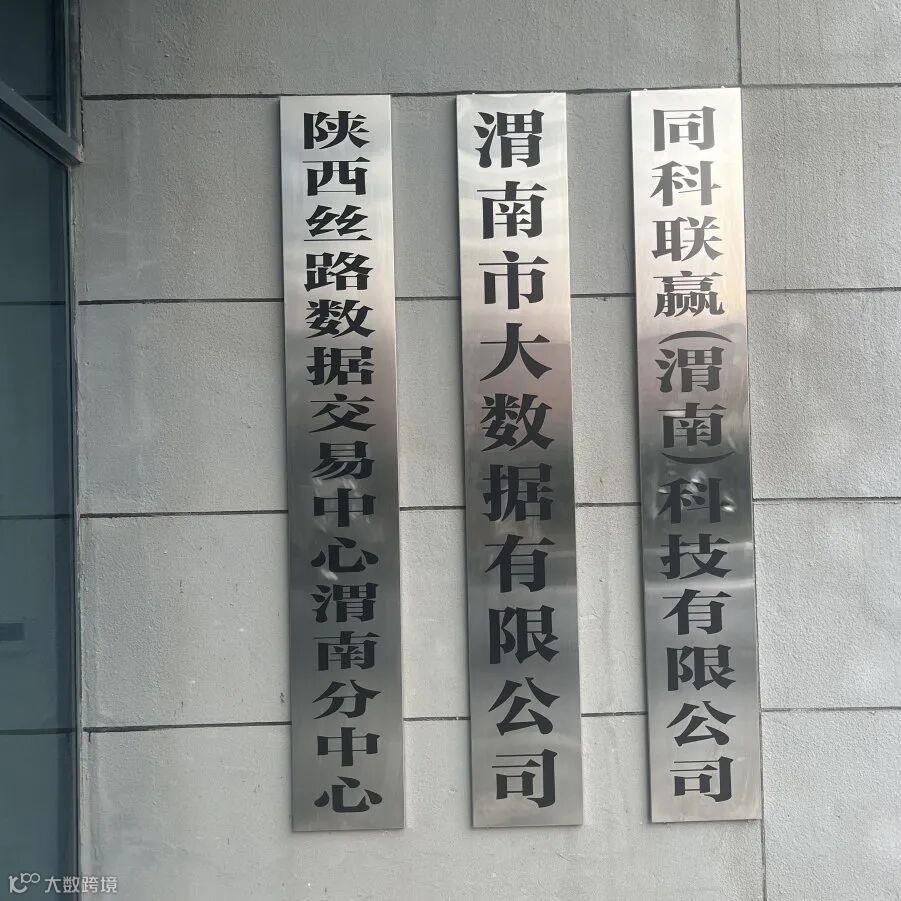 陕西丝路数据交易中心渭南分中心
渭南市大数据有限公司
同科联赢(渭南)科技有限公司
大数跨境